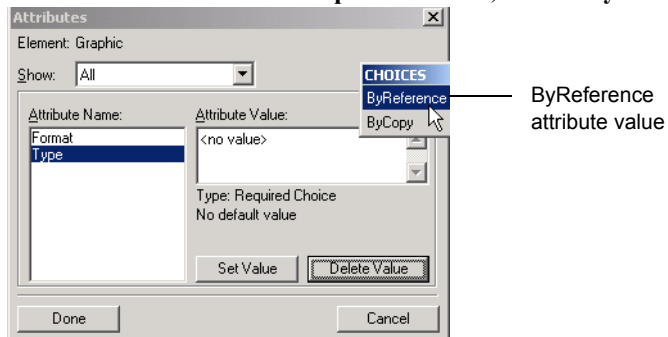 Attributes
Element: Graphic
Show: All
CHOICES
ByReference
ByCopy
ByReference
attribute value
Attribute Name:
Format
Type
Attribute Value:
<no value>
Type: Required Choice
No default value
Set Value
Delete Value
Done
Cancel